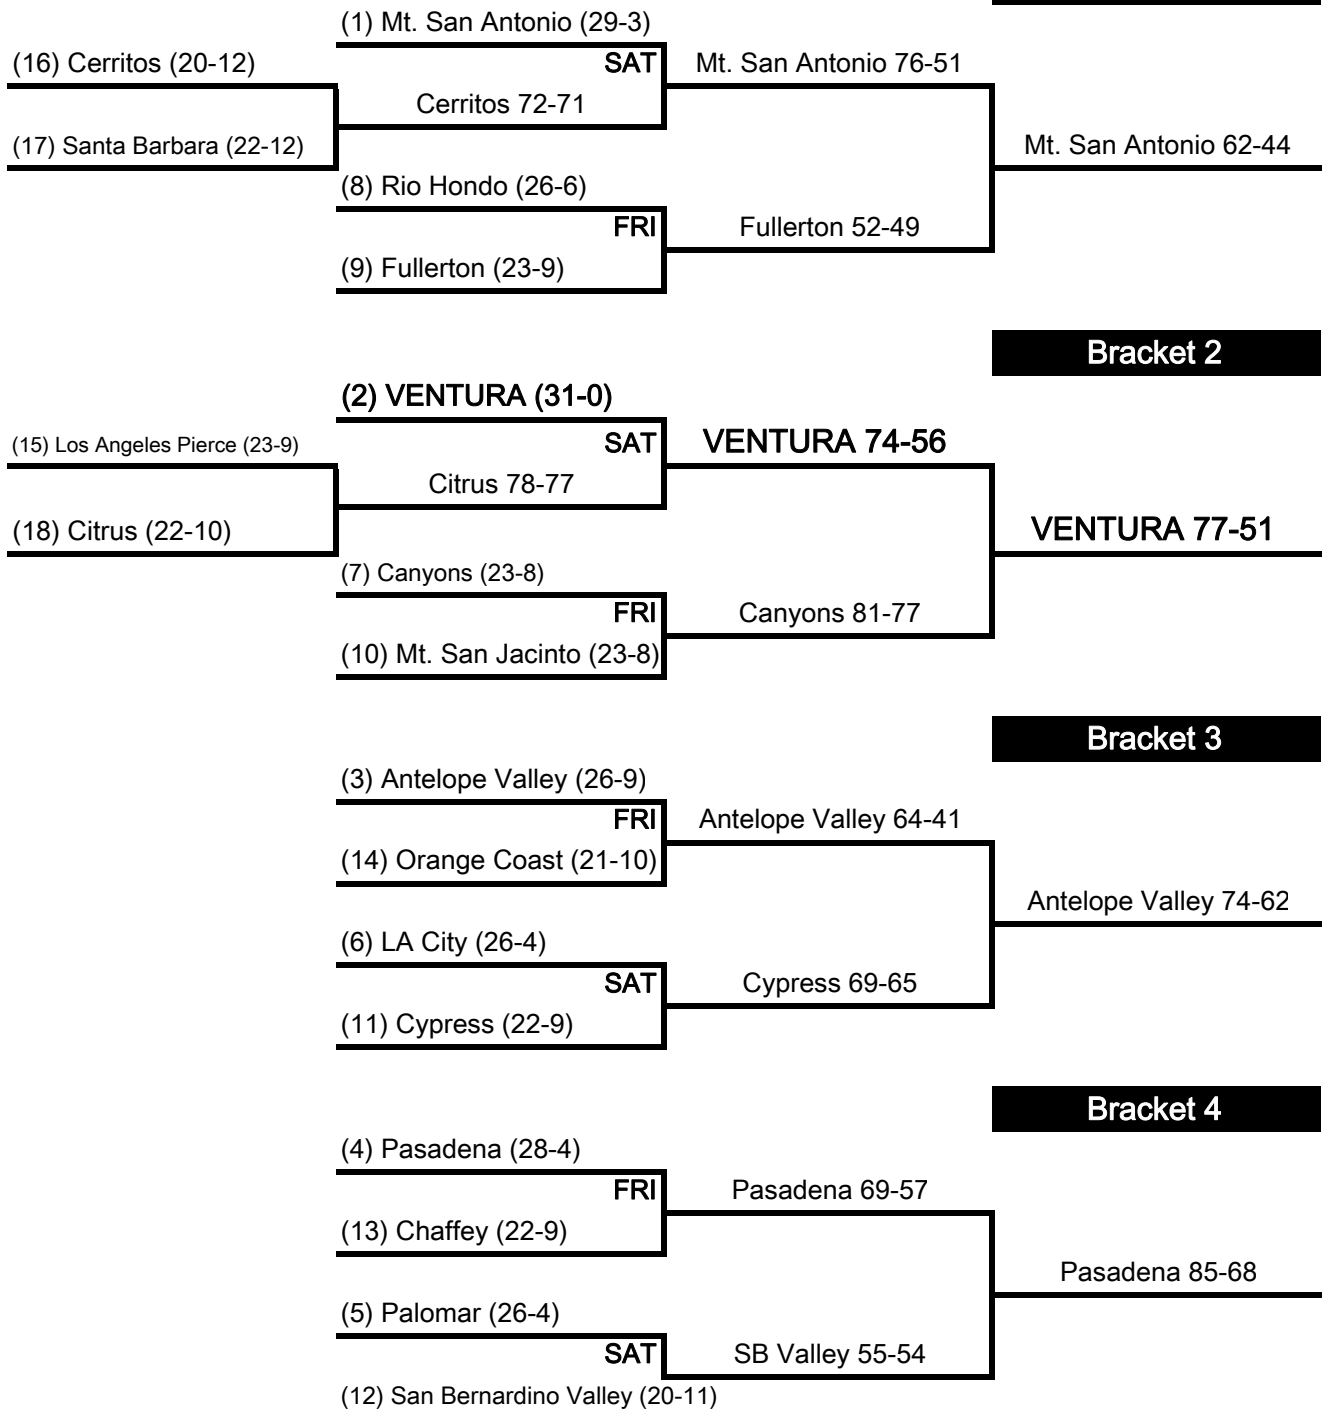 (1) Mt. San Antonio (29-3)
(16) Cerritos (20-12)
SAT
Mt. San Antonio 76-51
Cerritos 72-71
(17) Santa Barbara (22-12)
Mt. San Antonio 62-44
(8) Rio Hondo (26-6)
FRI
Fullerton 52-49
(9) Fullerton (23-9)
Bracket 2
(2) VENTURA (31-0)
(15) Los Angeles Pierce (23-9)
SAT
VENTURA 74-56
Citrus 78-77
(18) Citrus (22-10)
VENTURA 77-51
(7) Canyons (23-8)
FRI
Canyons 81-77
(10) Mt. San Jacinto (23-8)
Bracket 3
(3) Antelope Valley (26-9)
FRI
Antelope Valley 64-41
(14) Orange Coast (21-10)
Antelope Valley 74-62
(6) LA City (26-4)
SAT
Cypress 69-65
(11) Cypress (22-9)
Bracket 4
(4) Pasadena (28-4)
FRI
Pasadena 69-57
(13) Chaffey (22-9)
Pasadena 85-68
(5) Palomar (26-4)
SAT
SB Valley 55-54
(12) San Bernardino Valley (20-11)